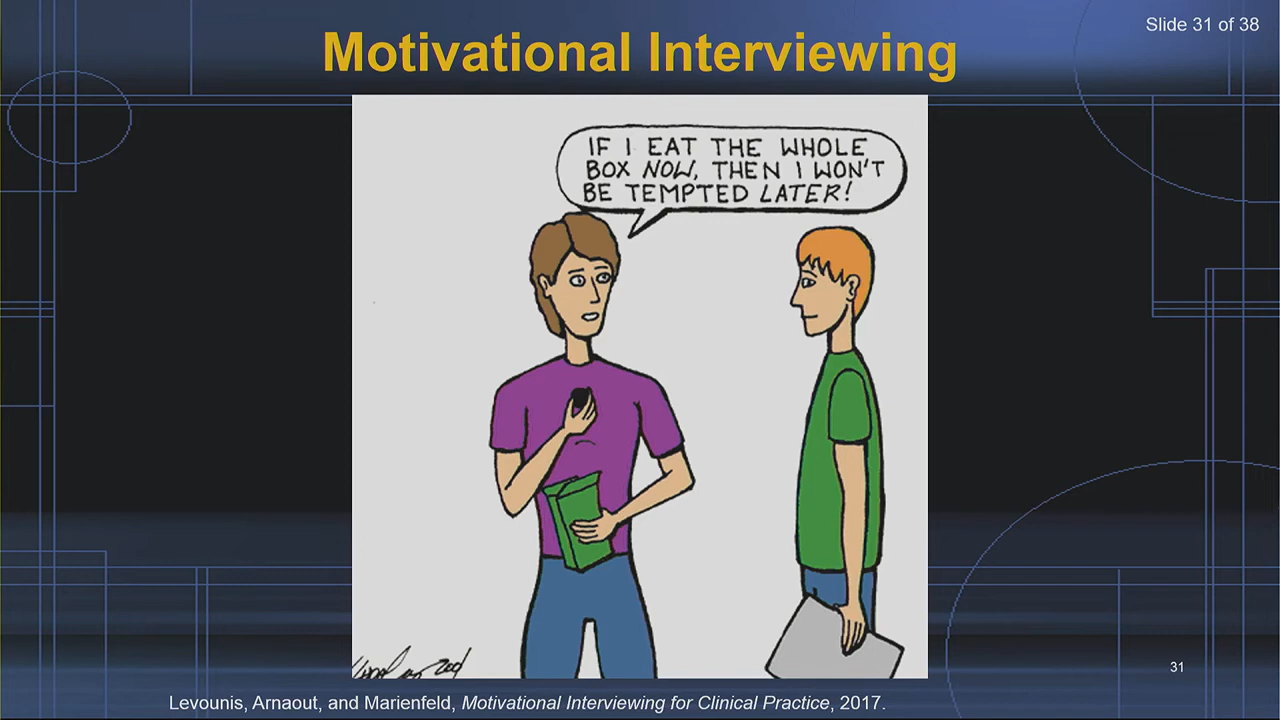 Slide 31 of 38
Motivational Interviewing
IF I EAT THE WHOLE
BOX NOW, THEN I WON'T
BE TEMPTED LATER!
31
Levounis, Arnaout, and Marienfeld, Motivational Interviewing for Clinical Practice, 2017.